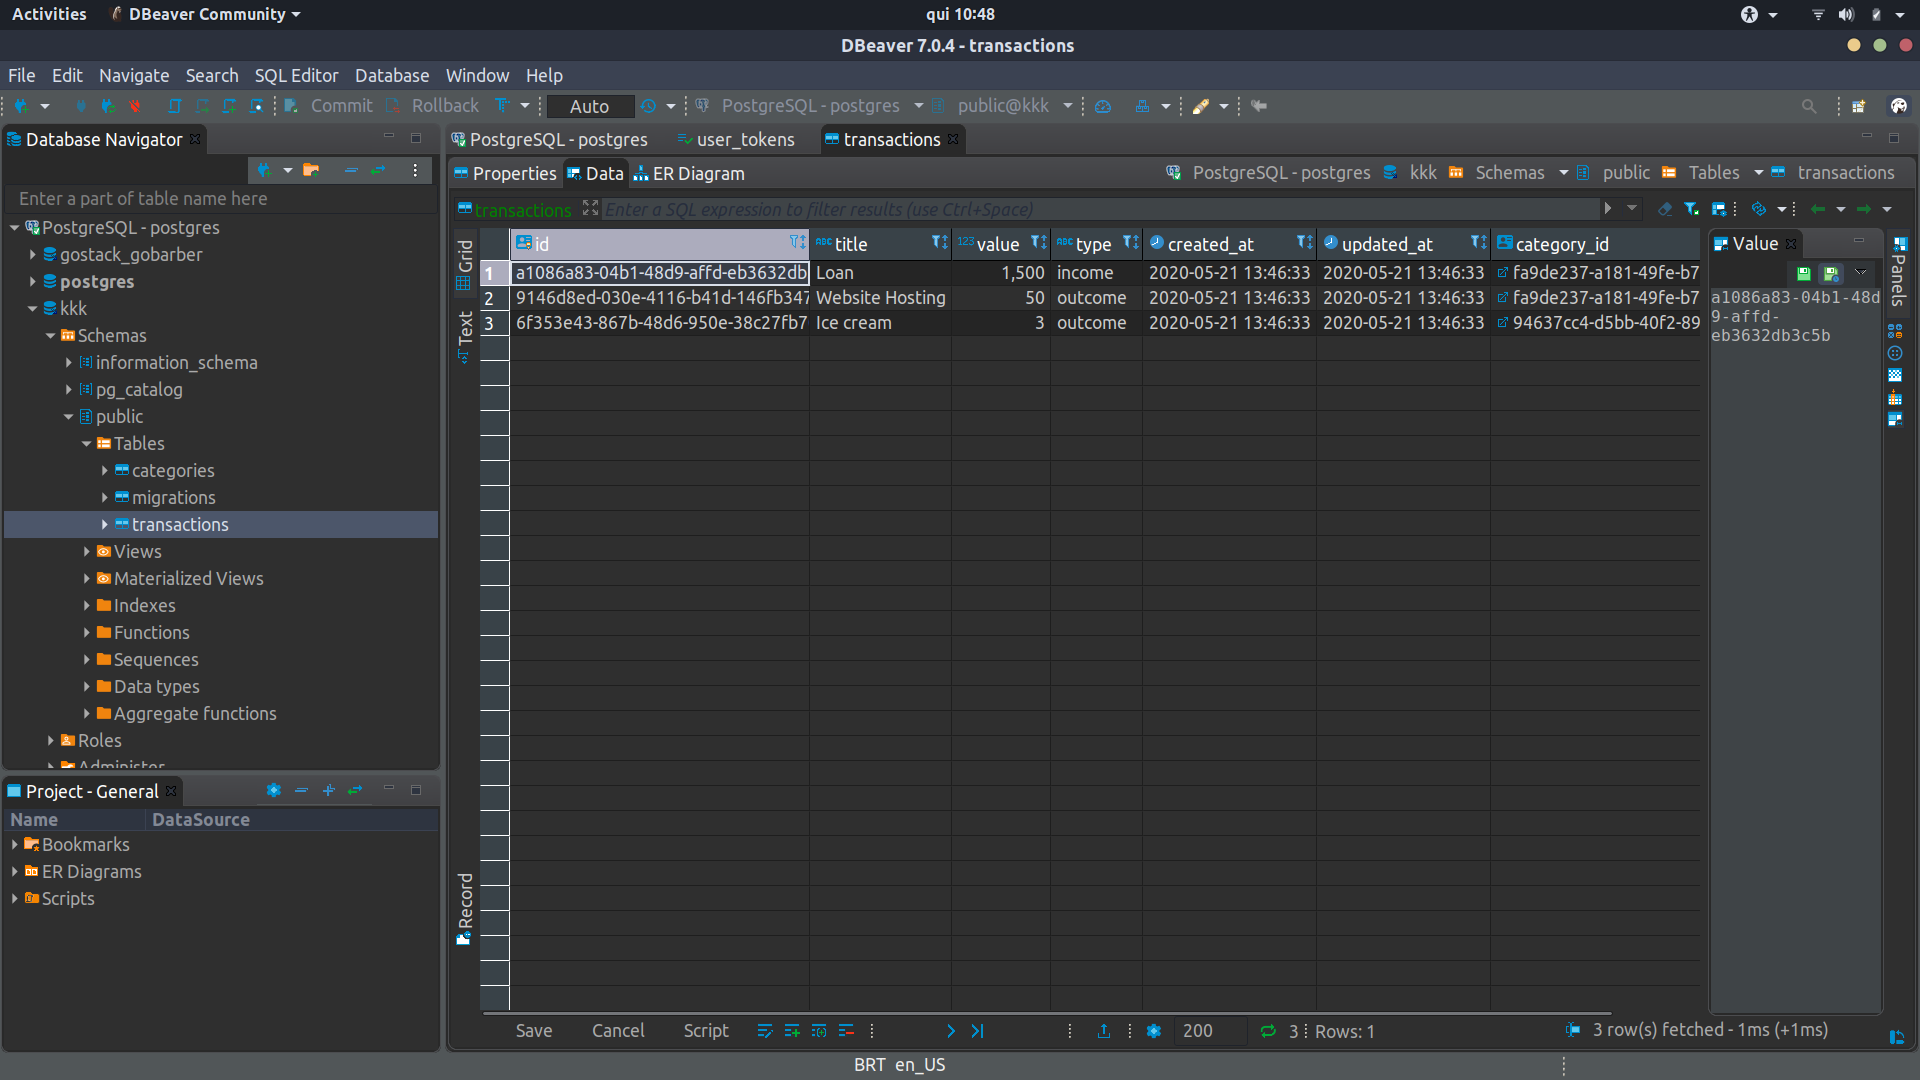 Activities DBeaver Community qui 10:48
DBeaver 7.0.4 - transactions
File Edit Navigate Search SQL Editor Database Window Help
Commit Rollback Auto PostgreSQL - postgres public@kkk
Database Navigator
Enter a part of table name here
PostgreSQL - postgres
gostack_gobarber
postgres
kkk
Schemas
information_schema
pg_catalog
public
Tables
categories
migrations
transactions
Views
Materialized Views
Indexes
Functions
Sequences
Data types
Aggregate functions
Roles
Administer
Project - General
Name DataSource
Bookmarks
ER Diagrams
Scripts
PostgreSQL - postgres user_tokens transactions
Properties Data ER Diagram PostgreSQL - postgres kkk Schemas public Tables transactions
transactions Enter a SQL expression to filter results (use Ctrl+Space)
Grid
Text
Record
id ABC title 123 value ABC type created_at updated_at category_id
1 a1086a83-04b1-48d9-affd-eb3632db Loan 1,500 income 2020-05-21 13:46:33 2020-05-21 13:46:33 fa9de237-a181-49fe-b7
2 9146d8ed-030e-4116-b41d-146fb347 Website Hosting 50 outcome 2020-05-21 13:46:33 2020-05-21 13:46:33 fa9de237-a181-49fe-b7
3 6f353e43-867b-48d6-950e-38c27fb7 Ice cream 3 outcome 2020-05-21 13:46:33 2020-05-21 13:46:33 94637cc4-d5bb-40f2-89
Value
a1086a83-04b1-48d
9-affd-
eb3632db3c5b
Panels
Save Cancel Script 200 3 Rows: 1 3 row(s) fetched - 1ms (+1ms)
BRT en_US